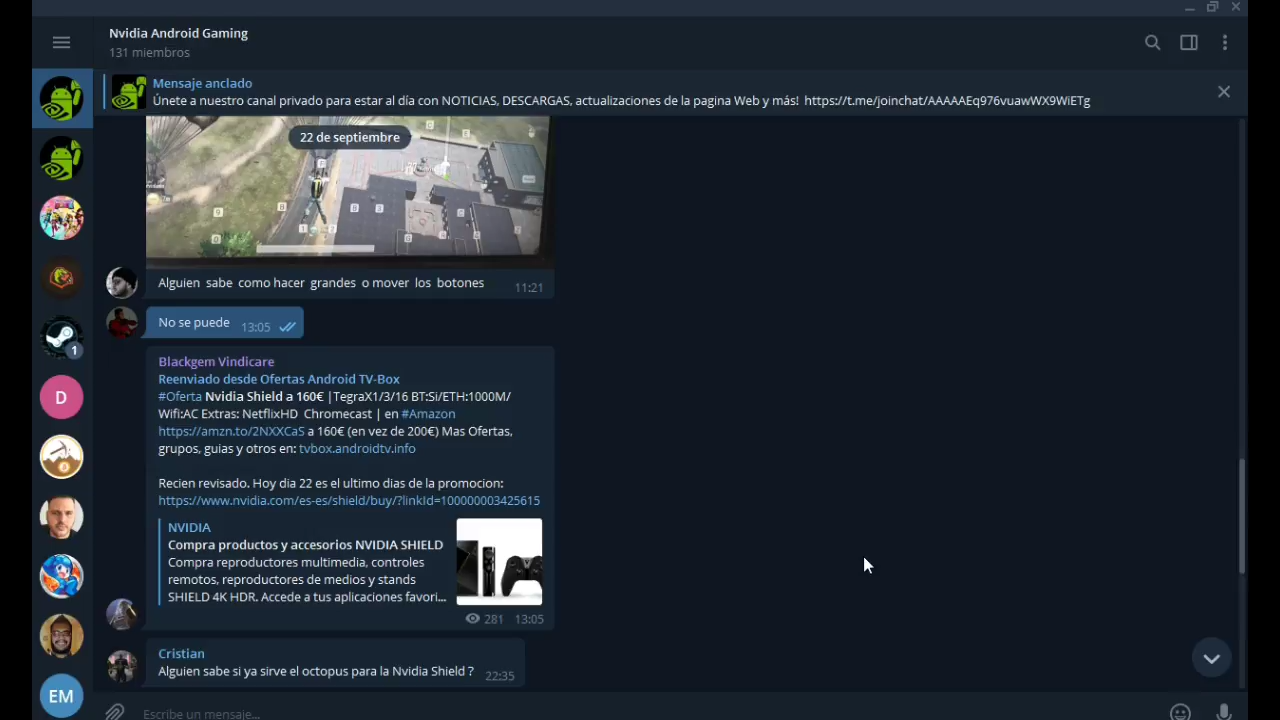 Nvidia Android Gaming
131 miembros
Mensaje anclado
Únete a nuestro canal privado para estar al día con NOTICIAS, DESCARGAS, actualizaciones de la pagina Web y más! https://t.me/joinchat/AAAAAEq976vuawWX9WiETg
22 de septiembre
Alguien sabe como hacer grandes o mover los botones
11:21
No se puede 13:05
Blackgem Vindicare
Reenviado desde Ofertas Android TV-Box
#Oferta Nvidia Shield a 160€ |TegraX1/3/16 BT:Si/ETH:1000M/
Wifi:AC Extras: NetflixHD Chromecast | en #Amazon
https://amzn.to/2NXXCaS a 160€ (en vez de 200€) Mas Ofertas,
grupos, guias y otros en: tvbox.androidtv.info
Recien revisado. Hoy dia 22 es el ultimo dias de la promocion:
https://www.nvidia.com/es-es/shield/buy/?linkId=100000003425615
NVIDIA
Compra productos y accesorios NVIDIA SHIELD
Compra reproductores multimedia, controles
remotos, reproductores de medios y stands
SHIELD 4K HDR. Accede a tus aplicaciones favori...
281 13:05
Cristian
Alguien sabe si ya sirve el octopus para la Nvidia Shield ?
22:35
Escribe un mensaje...
1
D
EM